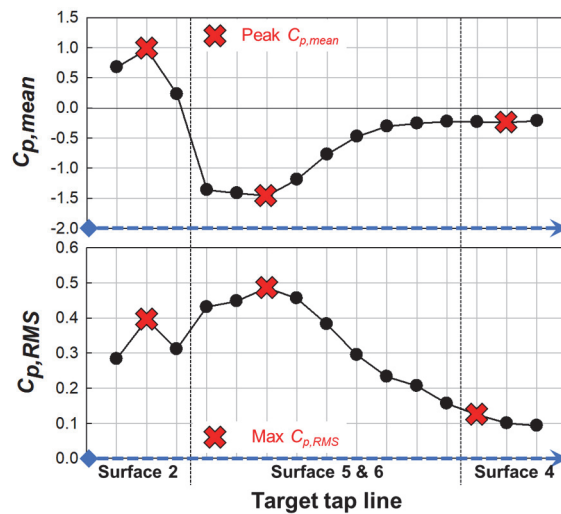 1.5
1.0
0.5
0.0
-0.5
-1.0
-1.5
-2.0
Cp,mean
Peak Cp,mean
0.6
0.5
0.4
0.3
0.2
0.1
0.0
Cp,RMS
Max Cp,RMS
Surface 2 Surface 5 & 6 Surface 4
Target tap line